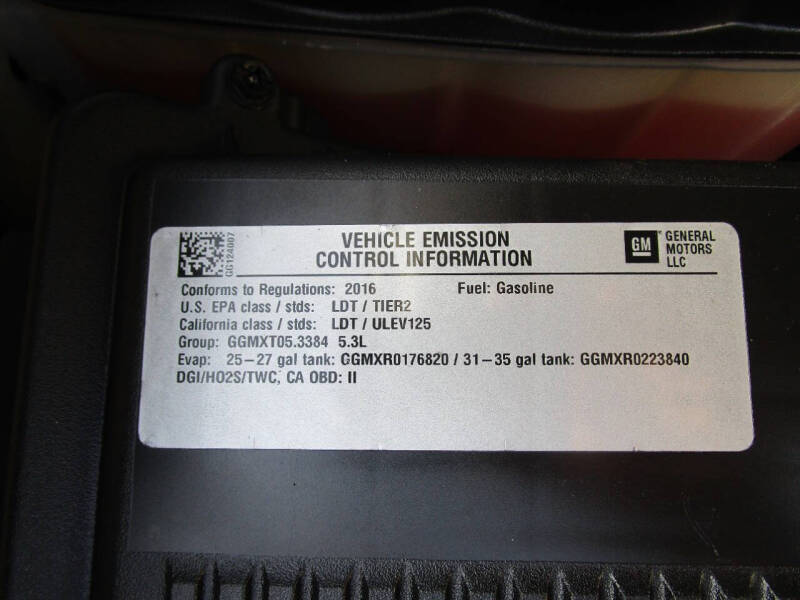 GG124007
VEHICLE EMISSION
CONTROL INFORMATION
GM
GENERAL
MOTORS
LLC
Conforms to Regulations: 2016 Fuel: Gasoline
U.S. EPA class / stds: LDT / TIER2
California class / stds: LDT / ULEV125
Group: GGMXT05.3384 5.3L
Evap: 25–27 gal tank: GGMXR0176820 / 31–35 gal tank: GGMXR0223840
DGI/HO2S/TWC, CA OBD: II